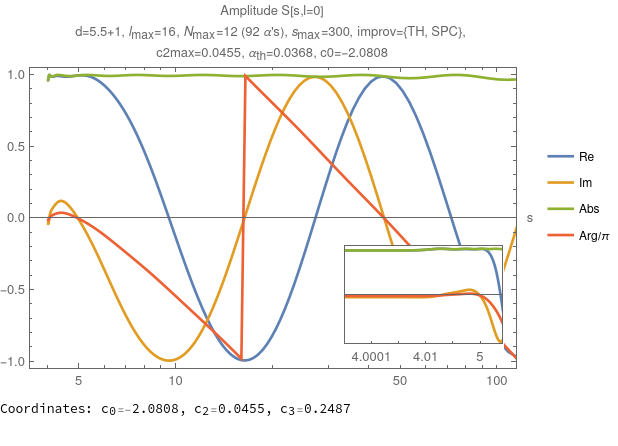 Amplitude S[s,l=0]
d=5.5+1, lmax=16, Nmax=12 (92 α's), smax=300, improv={TH, SPC},
c2max=0.0455, αth=0.0368, c0=-2.0808
1.0
0.5
0.0
-0.5
-1.0
5 10 50 100
s
Re
Im
Abs
Arg/π
4.0001 4.01 5
Coordinates: c0=-2.0808, c2=0.0455, c3=0.2487